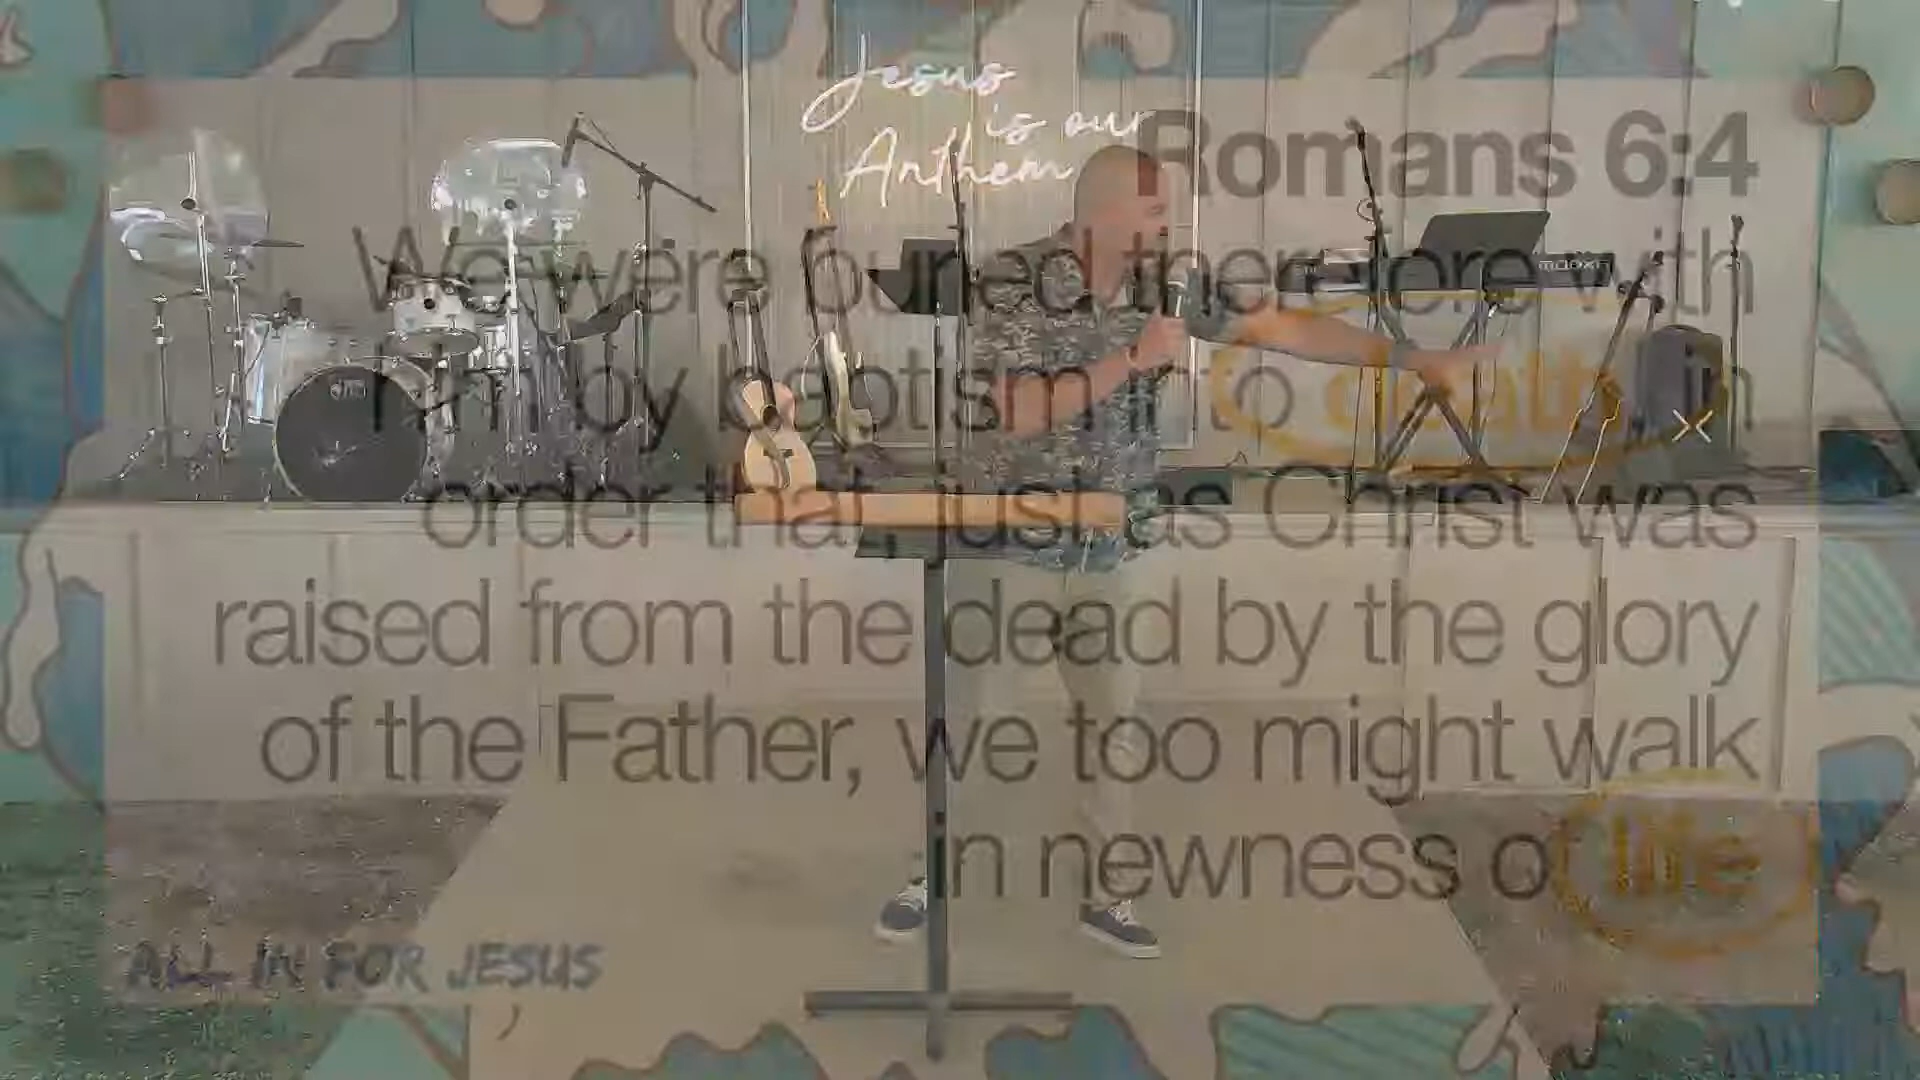 Jesus
is our
Anthem
Romans 6:4
We were buried therefore with
him by baptism into death, in
order that, just as Christ was
raised from the dead by the glory
of the Father, we too might walk
in newness of life
ALL IN FOR JESUS